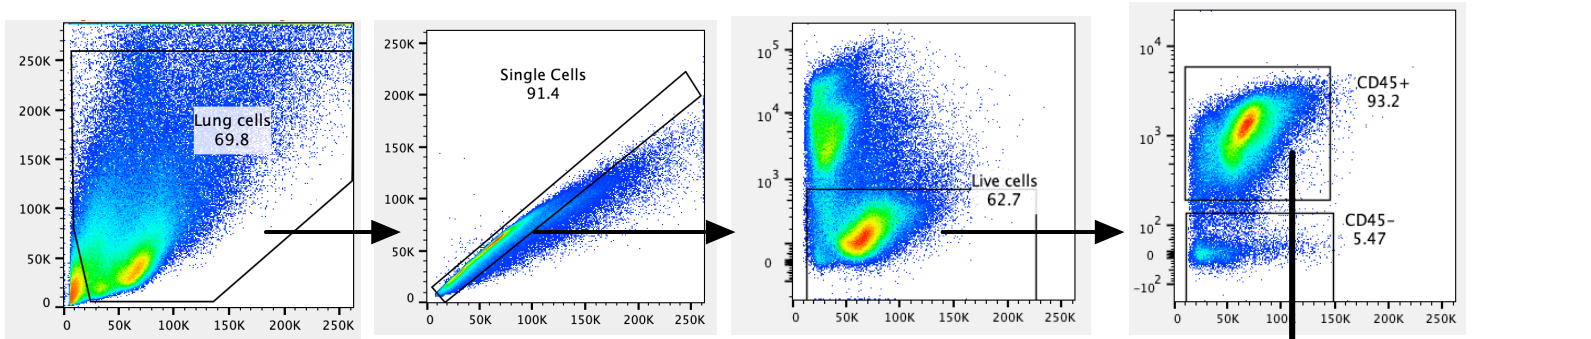 250K
200K
150K
100K
50K
0
Lung cells
69.8
0 50K 100K 150K 200K 250K
250K
200K
150K
100K
50K
0
Single Cells
91.4
0 50K 100K 150K 200K 250K
10^5
10^4
10^3
0
Live cells
62.7
0 50K 100K 150K 200K 250K
10^4
10^3
10^2
0
-10^2
CD45+
93.2
CD45-
5.47
0 50K 100K 150K 200K 250K